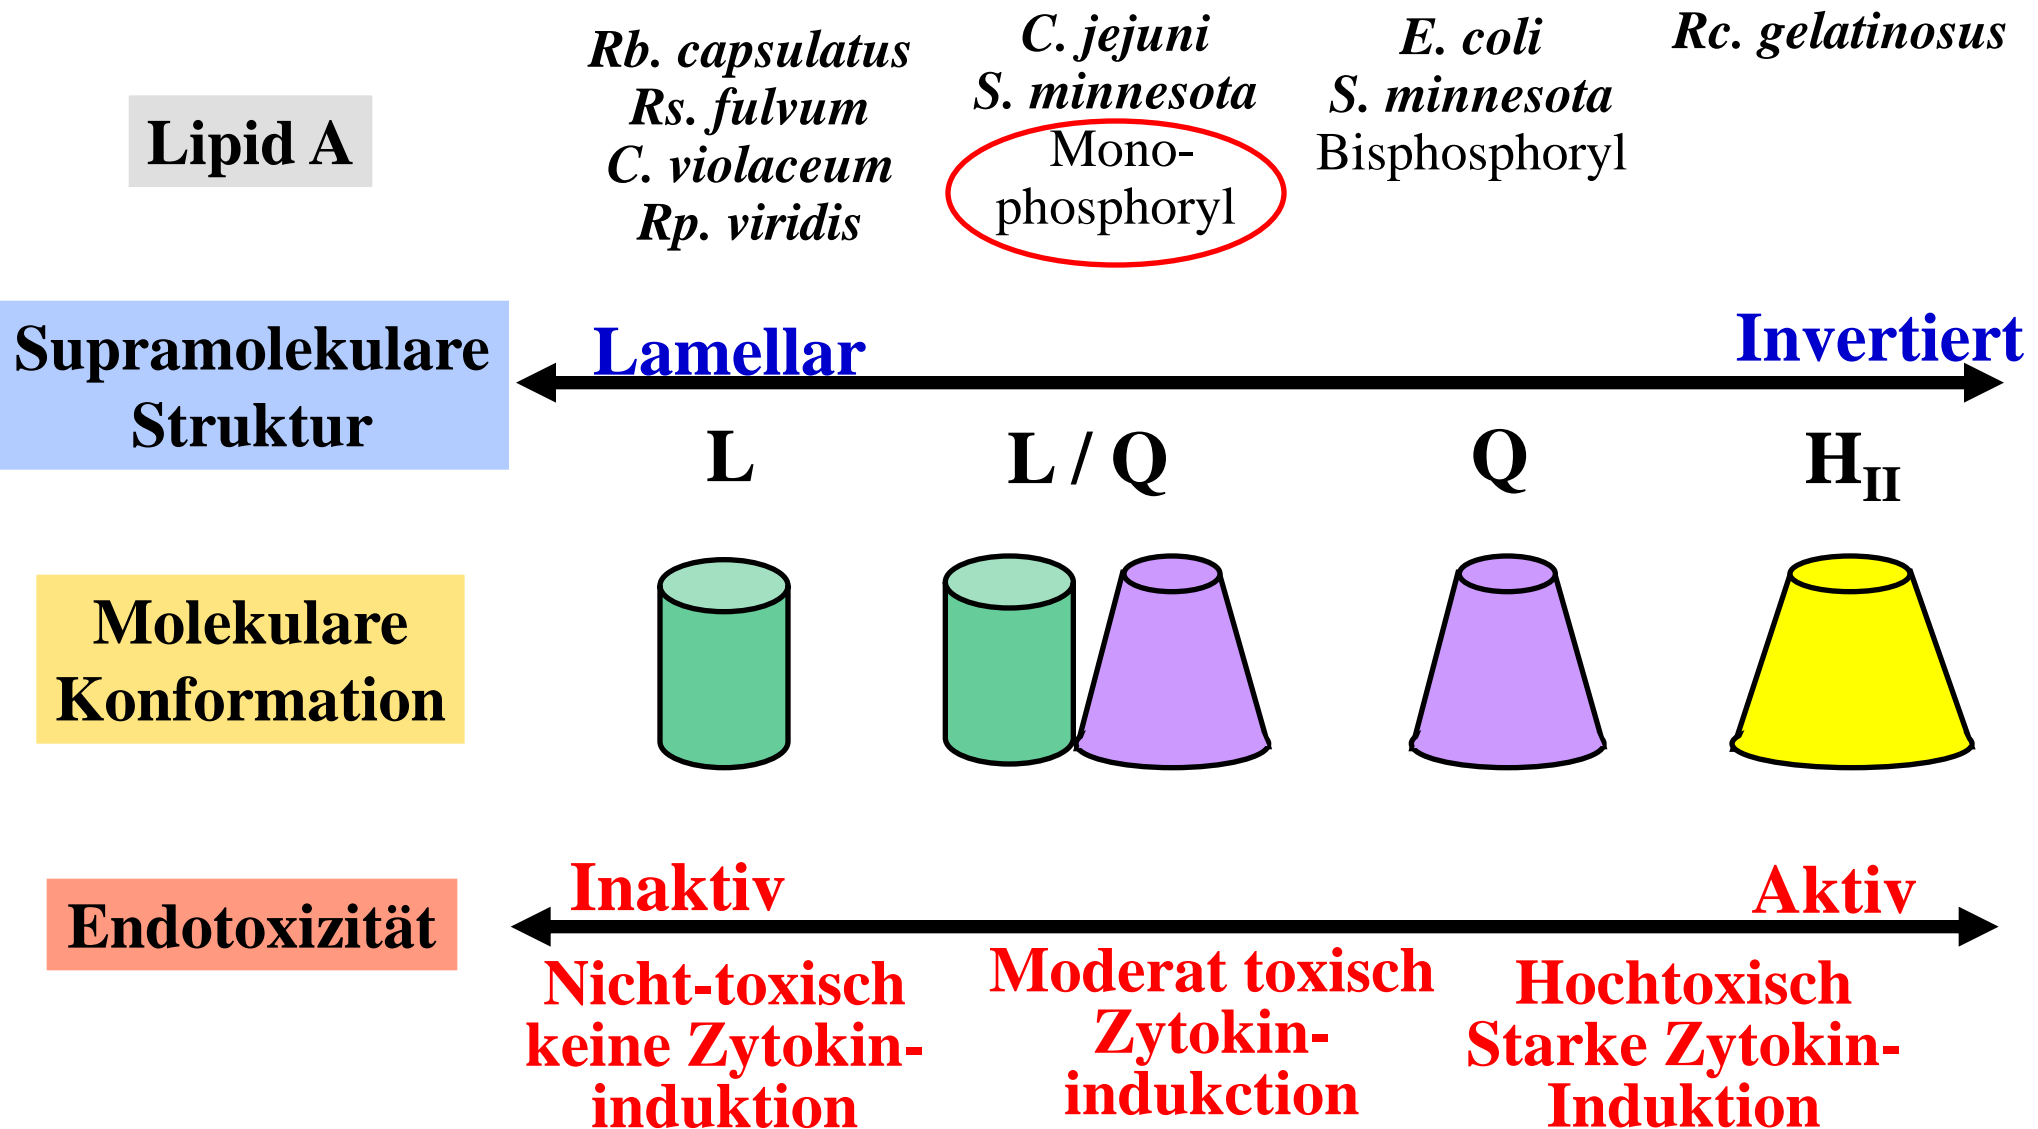 Lipid A
Rb. capsulatus
Rs. fulvum
C. violaceum
Rp. viridis
C. jejuni
S. minnesota
Mono-
phosphoryl
E. coli
S. minnesota
Bisphosphoryl
Rc. gelatinosus
Supramolekulare
Struktur
Lamellar
Invertiert
L
L / Q
Q
HII
Molekulare
Konformation
Endotoxizität
Inaktiv
Aktiv
Nicht-toxisch
keine Zytokin-
induktion
Moderat toxisch
Zytokin-
indukction
Hochtoxisch
Starke Zytokin-
Induktion